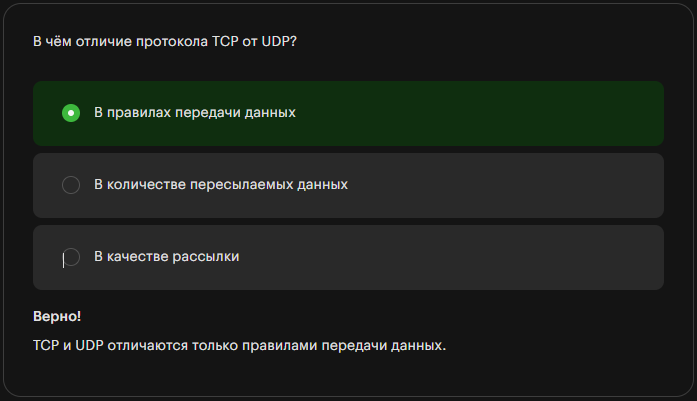 В чём отличие протокола TCP от UDP?
В правилах передачи данных
В количестве пересылаемых данных
В качестве рассылки
Верно!
TCP и UDP отличаются только правилами передачи данных.